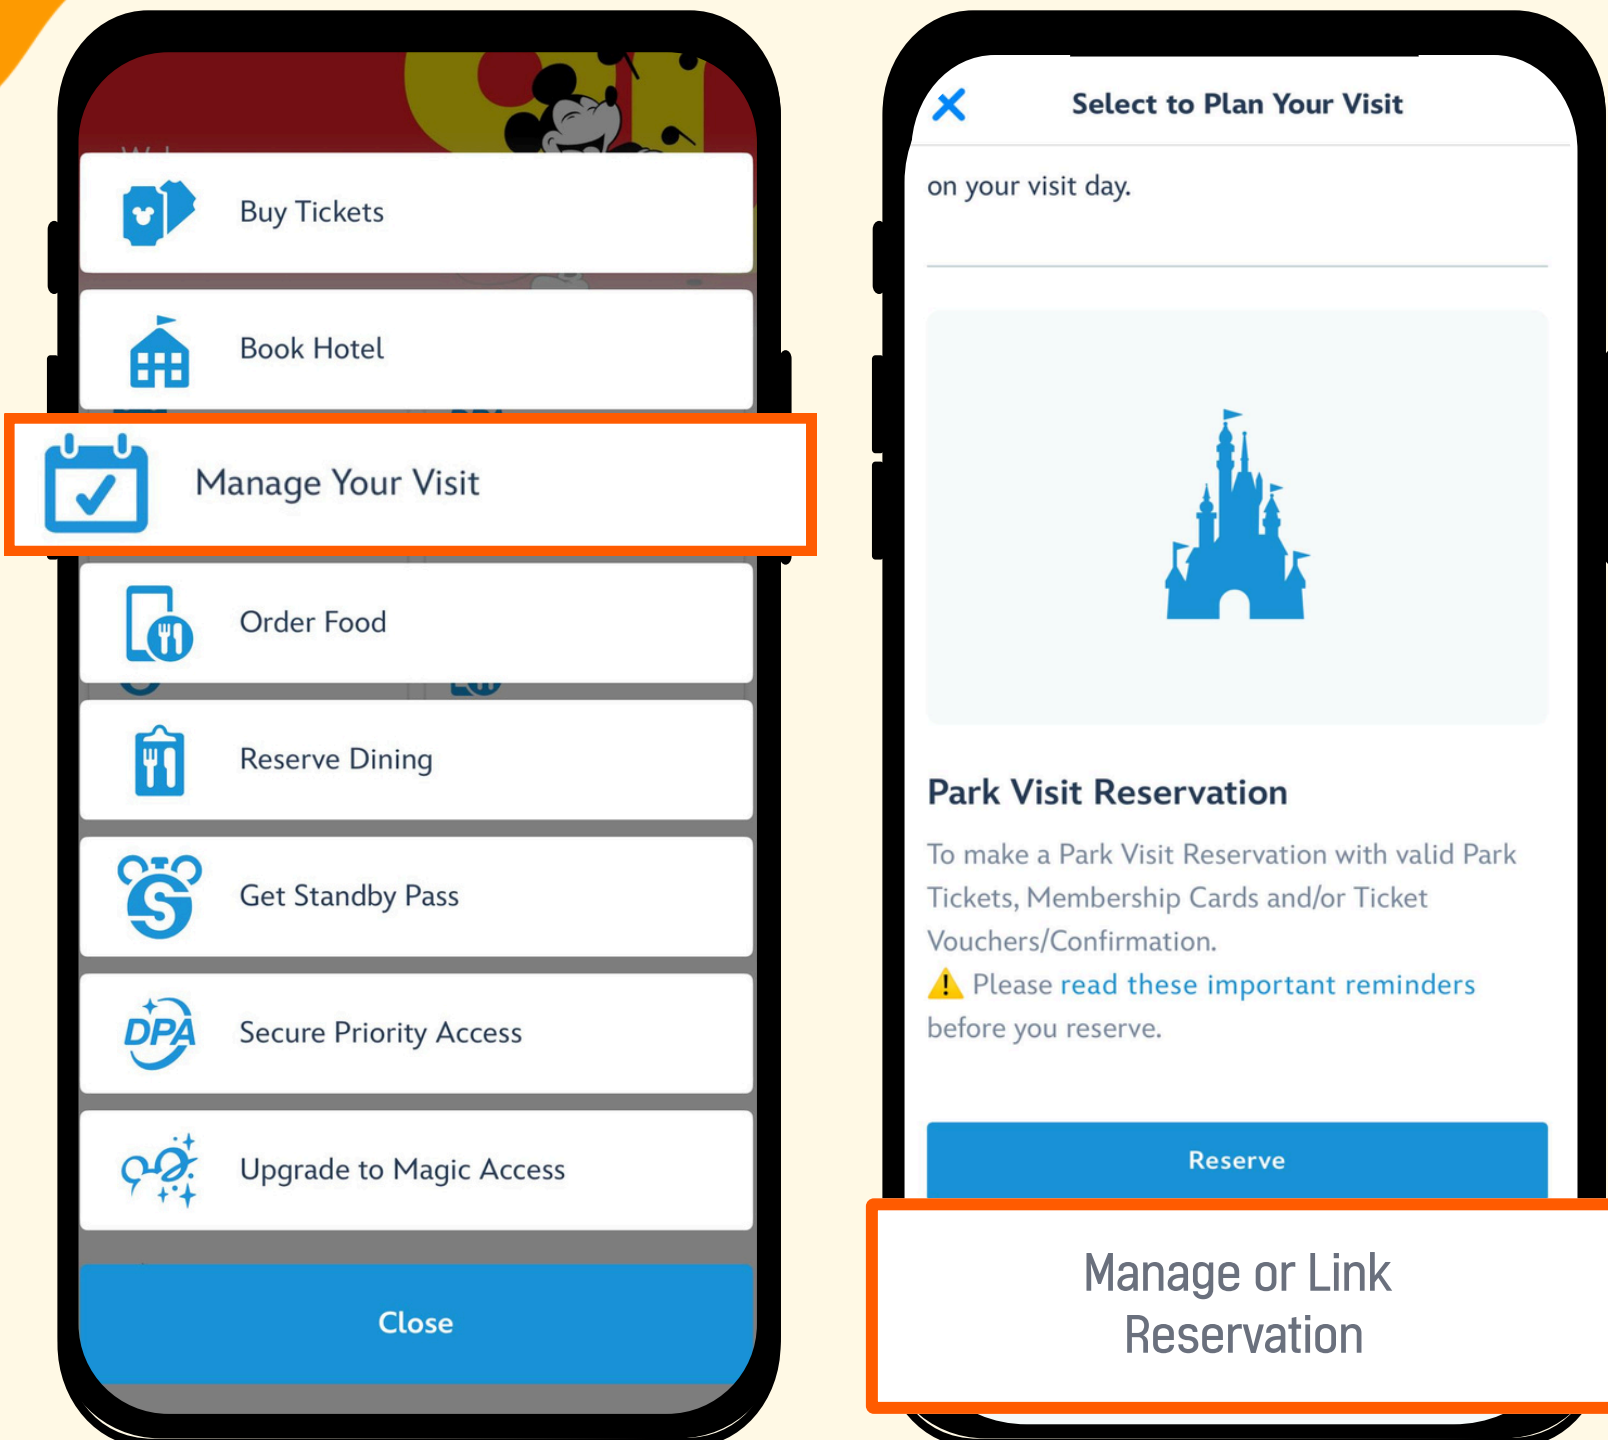 Buy Tickets
Book Hotel
Manage Your Visit
Order Food
Reserve Dining
Get Standby Pass
DPA
Secure Priority Access
Upgrade to Magic Access
Close
Select to Plan Your Visit
on your visit day.
Park Visit Reservation
To make a Park Visit Reservation with valid Park
Tickets, Membership Cards and/or Ticket
Vouchers/Confirmation.
⚠️ Please read these important reminders
before you reserve.
Reserve
Manage or Link
Reservation